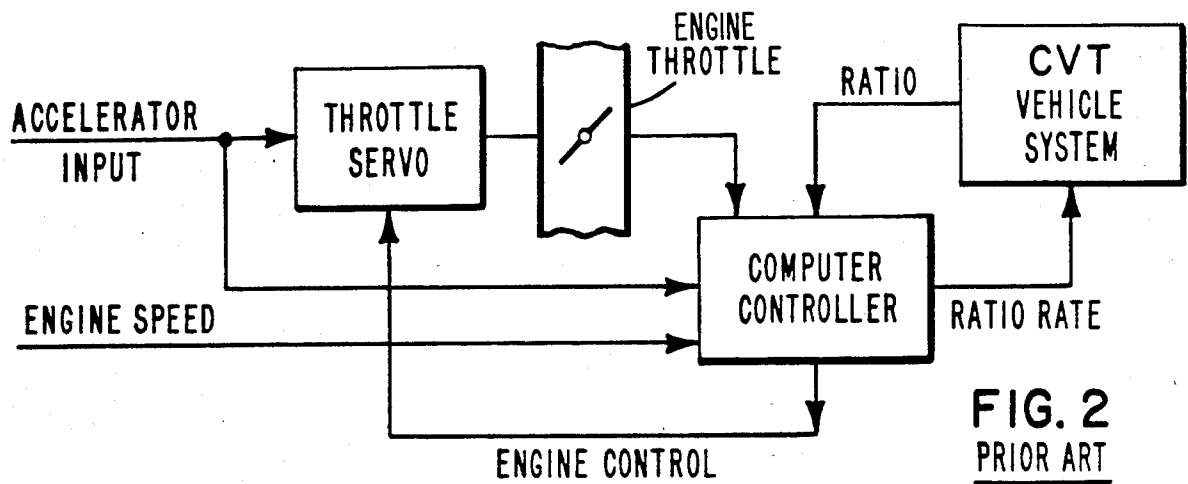 ENGINE
THROTTLE
CVT
VEHICLE
SYSTEM
RATIO
ACCELERATOR
INPUT
THROTTLE
SERVO
COMPUTER
CONTROLLER
ENGINE SPEED
RATIO RATE
ENGINE CONTROL
FIG. 2
PRIOR ART